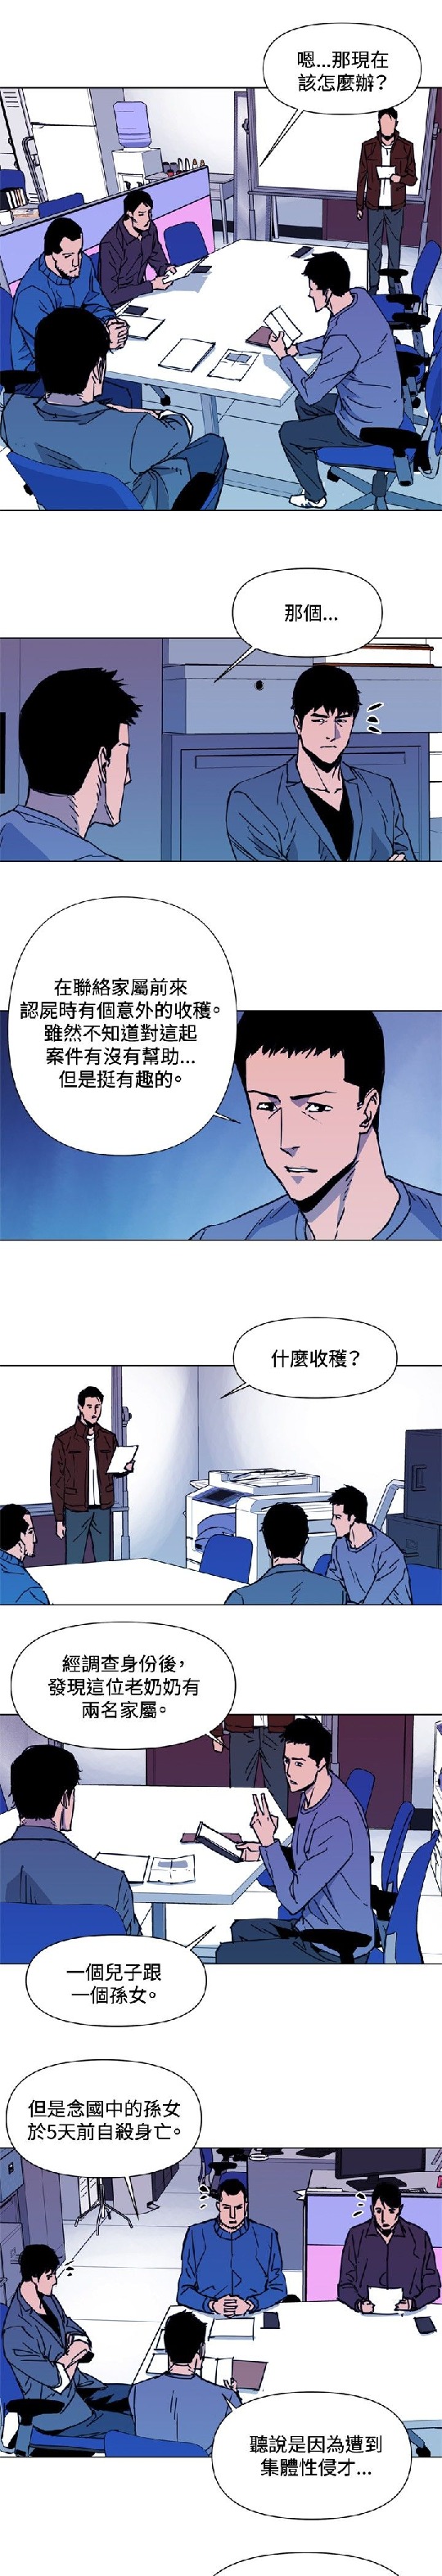 嗯...那現在
該怎麼辦?
那個...
在聯絡家屬前來
認屍時有個意外的收穫。
雖然不知道對這起
案件有沒有幫助...
但是挺有趣的。
什麼收穫?
經調查身份後,
發現這位老奶奶有
兩名家屬。
一個兒子跟
一個孫女。
但是念國中的孫女
於5天前自殺身亡。
聽說是因為遭到
集體性侵才...